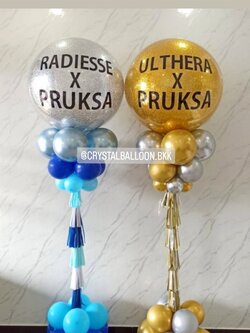 RADIESSE
X
PRUKSA
ULTHERA
X
PRUKSA
@CRYSTALBALLOON.BKK